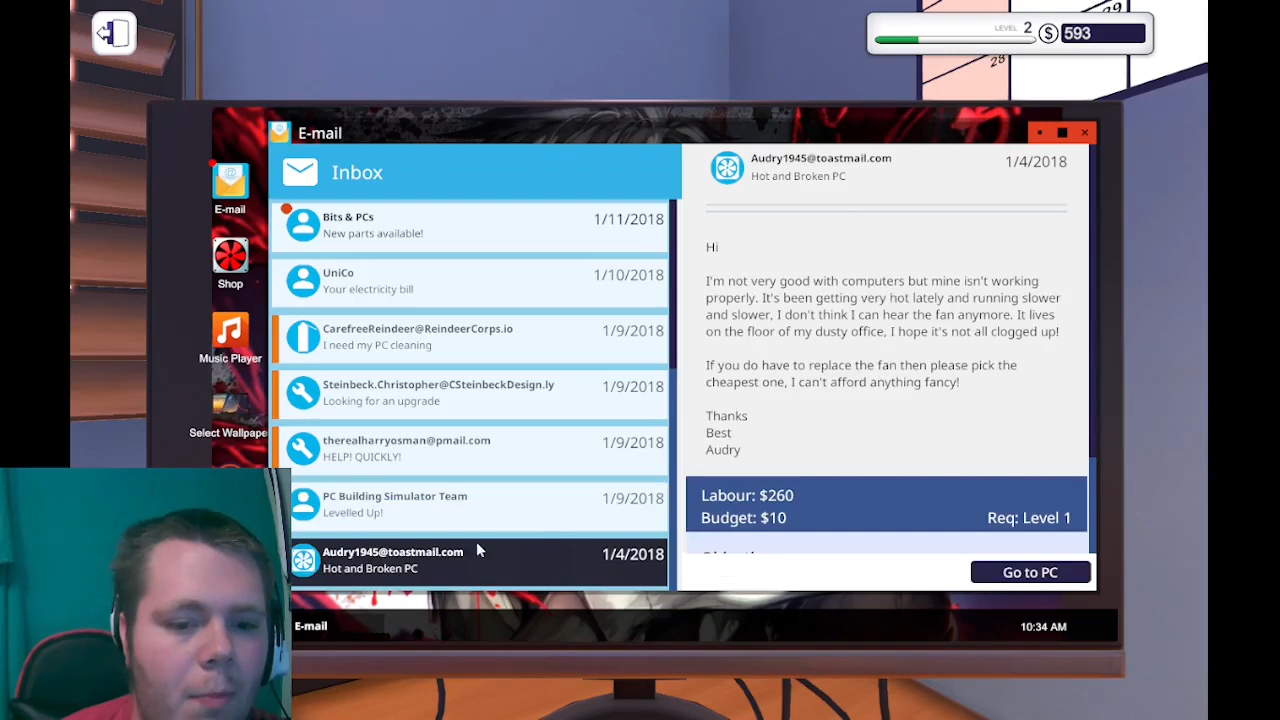 29
28
LEVEL 2
$ 593
E-mail
Inbox
Audry1945@toastmail.com
1/4/2018
Hot and Broken PC
E-mail
Shop
Music Player
Select Wallpape
Bits & PCs
1/11/2018
New parts available!
UniCo
1/10/2018
Your electricity bill
CarefreeReindeer@ReindeerCorps.io
1/9/2018
I need my PC cleaning
Steinbeck.Christopher@CSteinbeckDesign.ly
1/9/2018
Looking for an upgrade
therealharryosman@pmail.com
1/9/2018
HELP! QUICKLY!
PC Building Simulator Team
1/9/2018
Levelled Up!
Audry1945@toastmail.com
1/4/2018
Hot and Broken PC
Hi
I'm not very good with computers but mine isn't working
properly. It's been getting very hot lately and running slower
and slower, I don't think I can hear the fan anymore. It lives
on the floor of my dusty office, I hope it's not all clogged up!
If you do have to replace the fan then please pick the
cheapest one, I can't afford anything fancy!
Thanks
Best
Audry
Labour: $260
Budget: $10
Req: Level 1
Go to PC
E-mail
10:34 AM